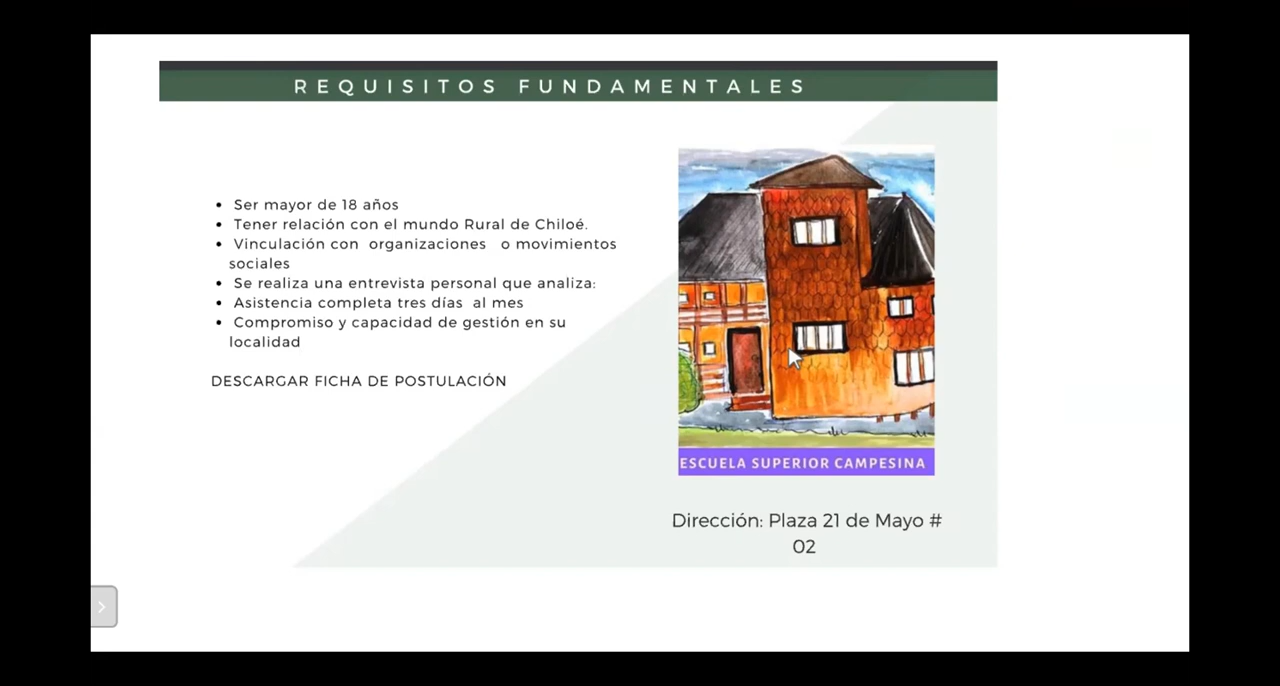 REQUISITOS FUNDAMENTALES
• Ser mayor de 18 años
• Tener relación con el mundo Rural de Chiloé.
• Vinculación con organizaciones o movimientos
sociales
• Se realiza una entrevista personal que analiza:
• Asistencia completa tres días al mes
• Compromiso y capacidad de gestión en su
localidad
DESCARGAR FICHA DE POSTULACIÓN
ESCUELA SUPERIOR CAMPESINA
Dirección: Plaza 21 de Mayo #
02